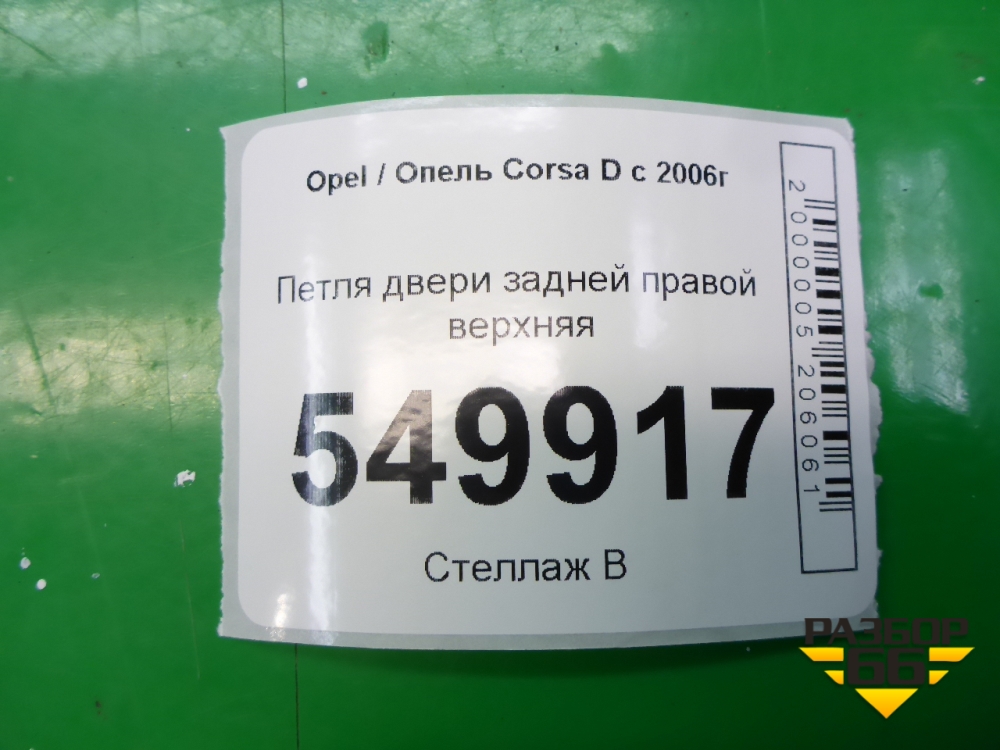 Opel / Опель Corsa D с 2006г
Петля двери задней правой
верхняя
549917
Стеллаж В
2000005206061
РАЗБОР
66